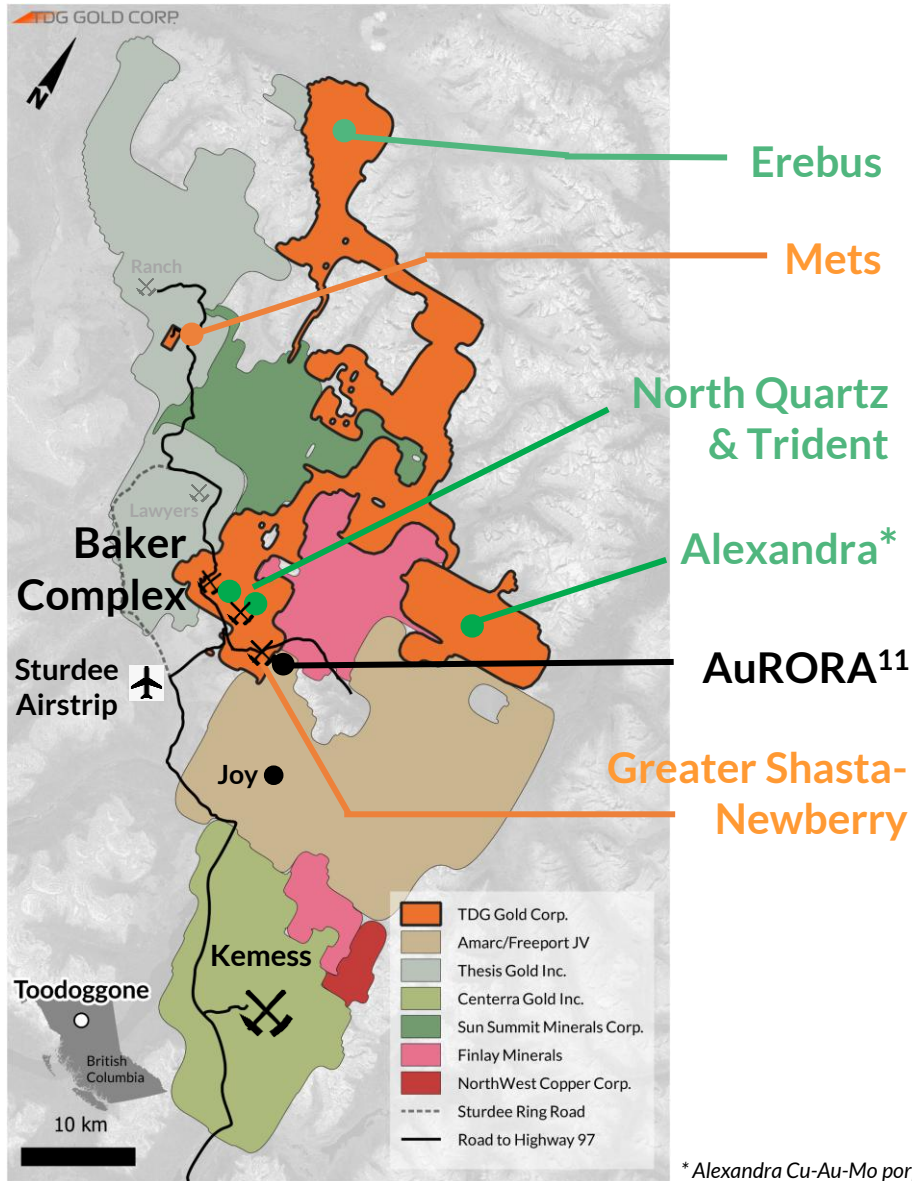 TDG GOLD CORP.
N
Erebus
Mets
Ranch
North Quartz
& Trident
Lawyers
Baker
Complex
Alexandra*
Sturdee
Airstrip
AuRORA¹¹
Joy
Greater Shasta-
Newberry
Kemess
TDG Gold Corp.
Amarc/Freeport JV
Thesis Gold Inc.
Centerra Gold Inc.
Sun Summit Minerals Corp.
Finlay Minerals
NorthWest Copper Corp.
Sturdee Ring Road
Road to Highway 97
Toodoggone
British
Columbia
10 km
* Alexandra Cu-Au-Mo por